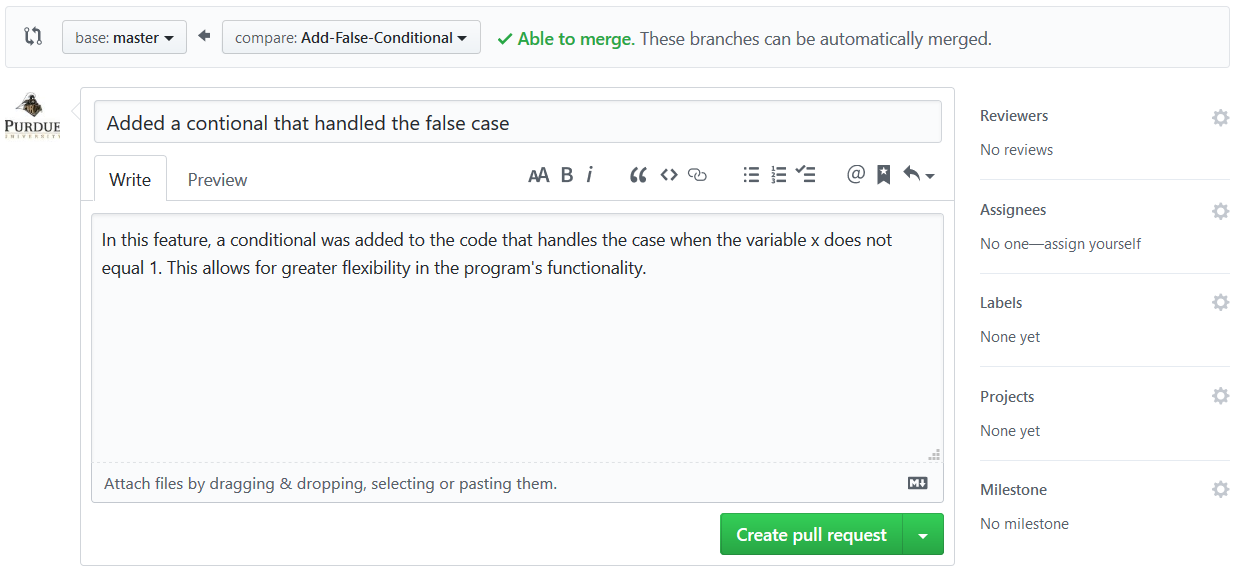 base: master compare: Add-False-Conditional Able to merge. These branches can be automatically merged.
PURDUE
UNIVERSITY
Added a contional that handled the false case
Write Preview AA B i @
In this feature, a conditional was added to the code that handles the case when the variable x does not
equal 1. This allows for greater flexibility in the program's functionality.
Attach files by dragging & dropping, selecting or pasting them.
Create pull request
Reviewers
No reviews
Assignees
No one—assign yourself
Labels
None yet
Projects
None yet
Milestone
No milestone